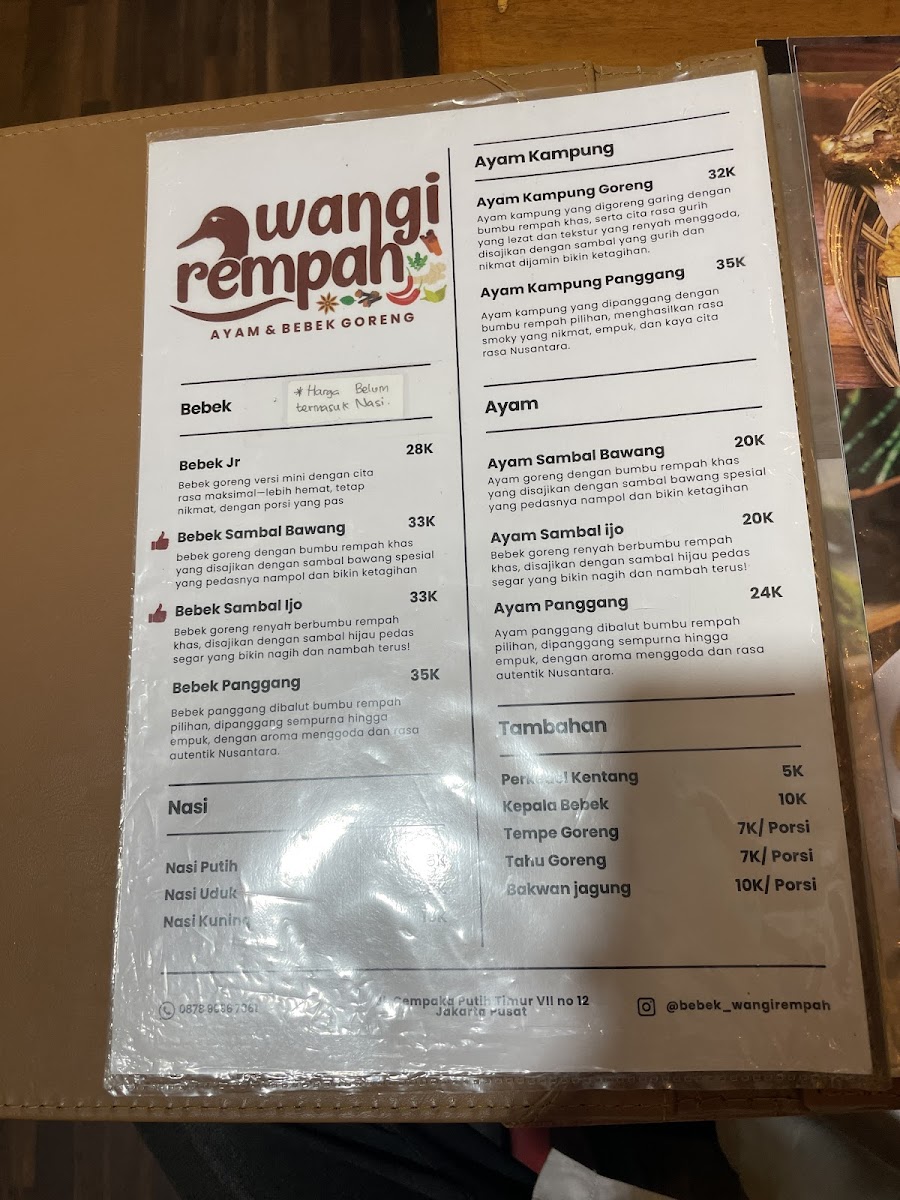 wangi
rempah
AYAM & BEBEK GORENG
Bebek
*Harga Belum
termasuk Nasi.
Bebek Jr 28K
Bebek goreng versi mini dengan cita
rasa maksimal—lebih hemat, tetap
nikmat, dengan porsi yang pas
Bebek Sambal Bawang 33K
bebek goreng dengan bumbu rempah khas
yang disajikan dengan sambal bawang spesial
yang pedasnya nampol dan bikin ketagihan
Bebek Sambal Ijo 33K
Bebek goreng renyah berbumbu rempah
khas, disajikan dengan sambal hijau pedas
segar yang bikin nagih dan nambah terus!
Bebek Panggang 35K
Bebek panggang dibalut bumbu rempah
pilihan, dipanggang sempurna hingga
empuk, dengan aroma menggoda dan rasa
autentik Nusantara.
Nasi
Nasi Putih
Nasi Uduk
Nasi Kuning
Ayam Kampung
Ayam Kampung Goreng 32K
Ayam kampung yang digoreng garing dengan
bumbu rempah khas, serta cita rasa gurih
yang lezat dan tekstur yang renyah menggoda,
disajikan dengan sambal yang gurih dan
nikmat dijamin bikin ketagihan.
Ayam Kampung Panggang 35K
Ayam kampung yang dipanggang dengan
bumbu rempah pilihan, menghasilkan rasa
smoky yang nikmat, empuk, dan kaya cita
rasa Nusantara.
Ayam
Ayam Sambal Bawang 20K
Ayam goreng dengan bumbu rempah khas
yang disajikan dengan sambal bawang spesial
yang pedasnya nampol dan bikin ketagihan
Ayam Sambal ijo 20K
Bebek goreng renyah berbumbu rempah
khas, disajikan dengan sambal hijau pedas
segar yang bikin nagih dan nambah terus!
Ayam Panggang 24K
Ayam panggang dibalut bumbu rempah
pilihan, dipanggang sempurna hingga
empuk, dengan aroma menggoda dan rasa
autentik Nusantara.
Tambahan
Perkedel Kentang 5K
Kepala Bebek 10K
Tempe Goreng 7K/ Porsi
Tahu Goreng 7K/ Porsi
Bakwan jagung 10K/ Porsi
Cempaka Putih Timur VII no 12
Jakarta Pusat
@bebek_wangirempah